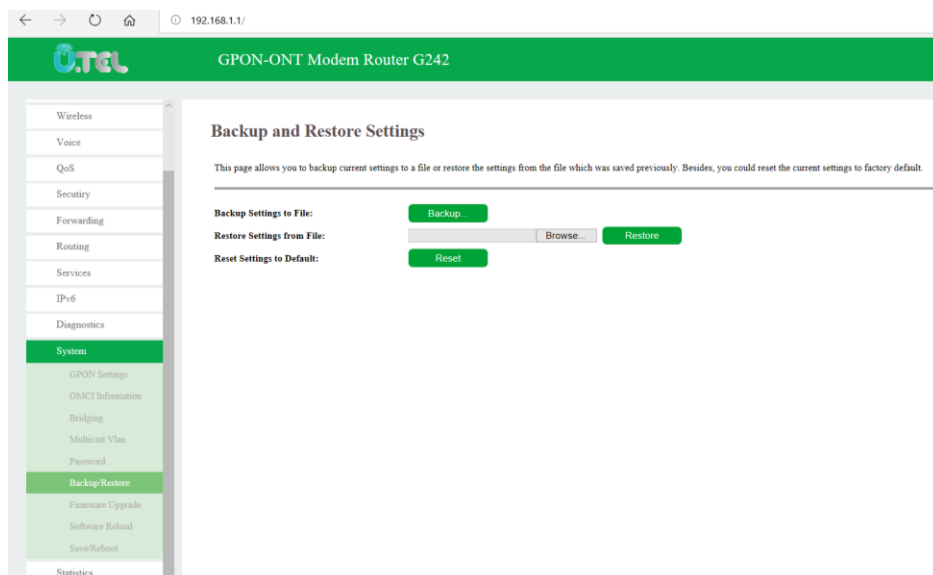 192.168.1.1/
Ū.TEL
GPON-ONT Modem Router G242
Wireless
Voice
QoS
Secutiry
Forwarding
Routing
Services
IPv6
Diagnostics
System
GPON Settings
OMCI Information
Bridging
Multicast Vlan
Password
Backup/Restore
Firmware Upgrade
Software Reload
Save/Reboot
Statistics
Backup and Restore Settings
This page allows you to backup current settings to a file or restore the settings from the file which was saved previously. Besides, you could reset the current settings to factory default.
Backup Settings to File: Backup...
Restore Settings from File: Browse... Restore
Reset Settings to Default: Reset